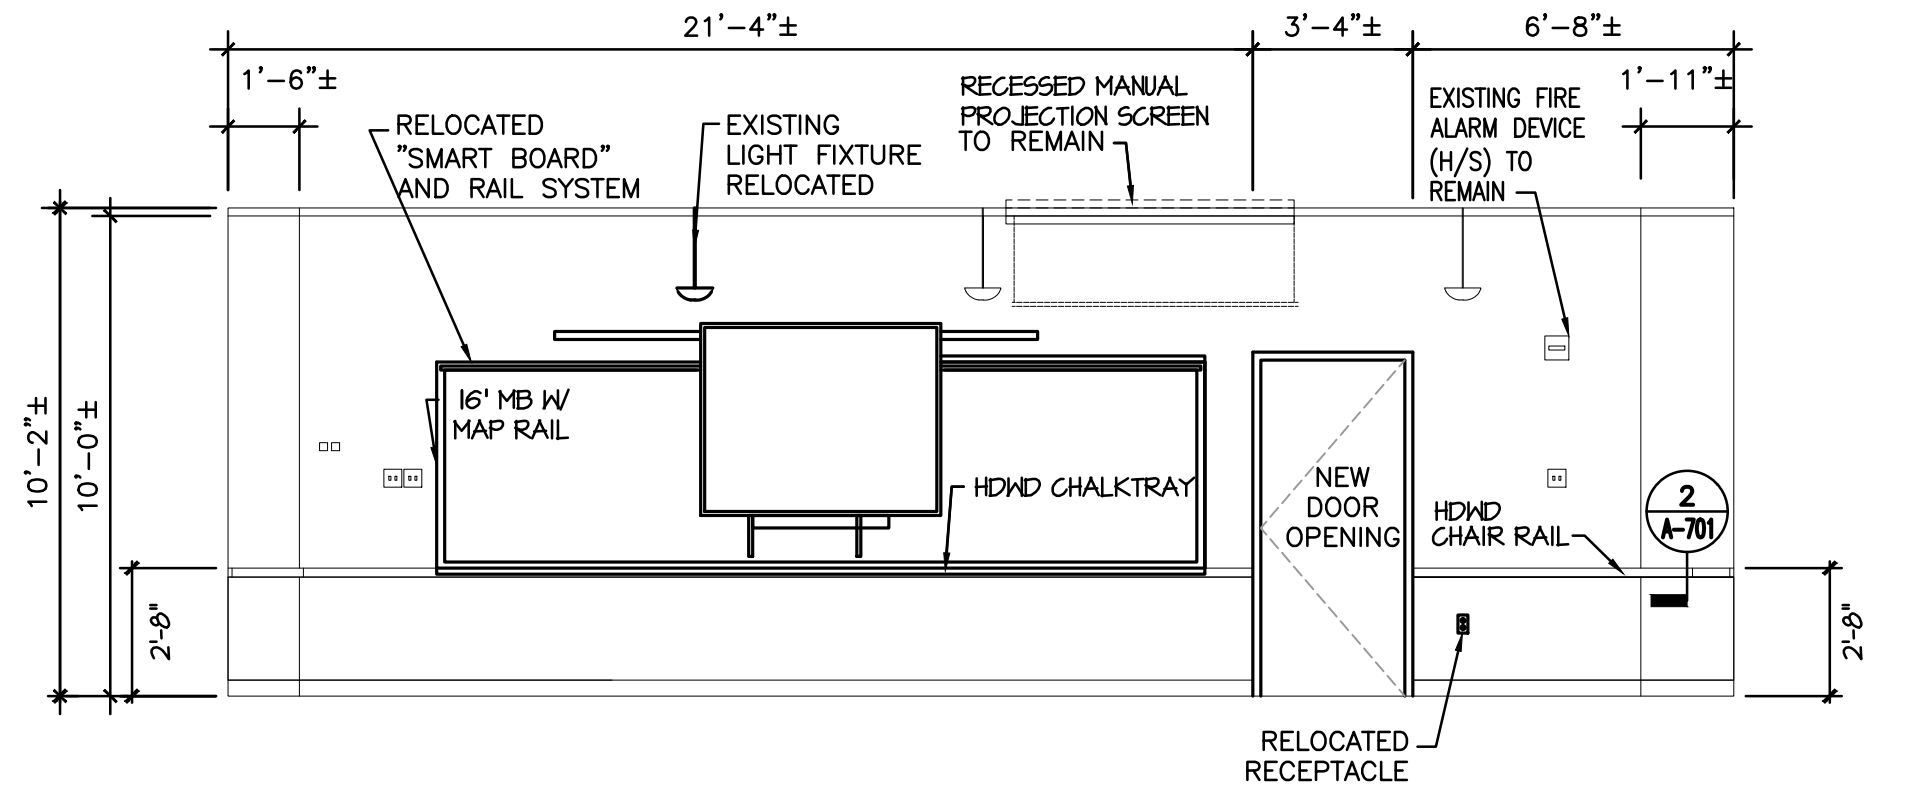 21'-4"±
3'-4"±
6'-8"±
1'-6"±
1'-11"±
RELOCATED
"SMART BOARD"
AND RAIL SYSTEM
EXISTING
LIGHT FIXTURE
RELOCATED
RECESSED MANUAL
PROJECTION SCREEN
TO REMAIN
EXISTING FIRE
ALARM DEVICE
(H/S) TO
REMAIN
10'-2"±
10'-0"±
2'-8"
16' MB W/
MAP RAIL
HDWD CHALKTRAY
NEW
DOOR
OPENING
HDWD
CHAIR RAIL
2
A-701
2'-8"
RELOCATED
RECEPTACLE